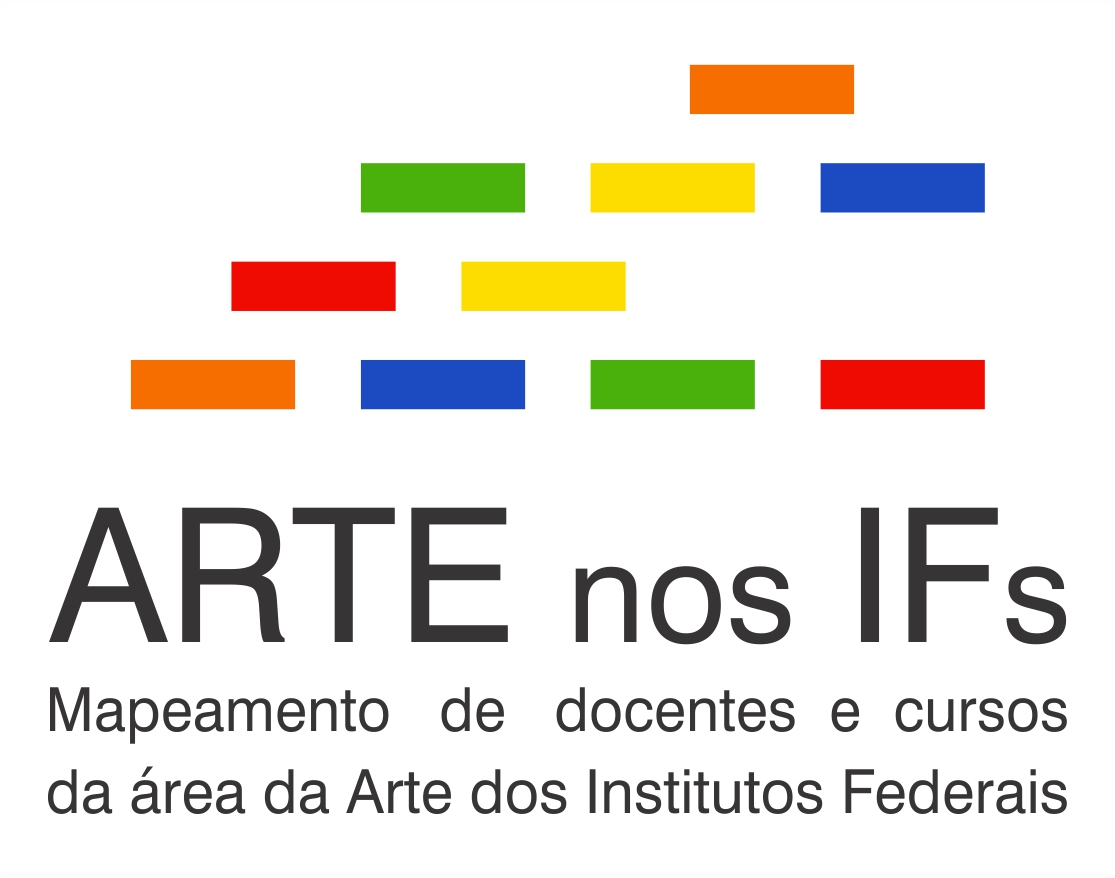 ARTE nos IFs
Mapeamento de docentes e cursos
da área da Arte dos Institutos Federais